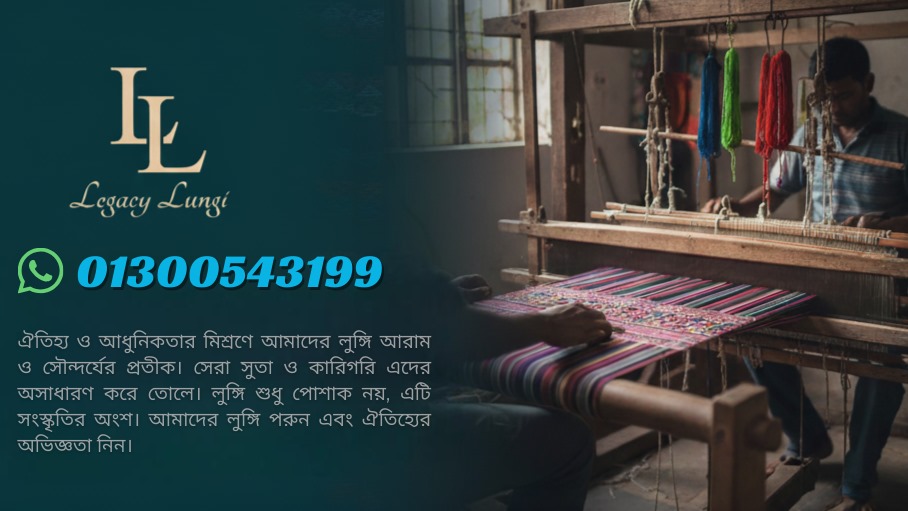 LL
Legacy Lungi
01300543199
ঐতিহ্য ও আধুনিকতার মিশ্রণে আমাদের লুঙ্গি আরাম
ও সৌন্দর্যের প্রতীক। সেরা সুতা ও কারিগরি এদের
অসাধারণ করে তোলে। লুঙ্গি শুধু পোশাক নয়, এটি
সংস্কৃতির অংশ। আমাদের লুঙ্গি পরুন এবং ঐতিহ্যের
অভিজ্ঞতা নিন।